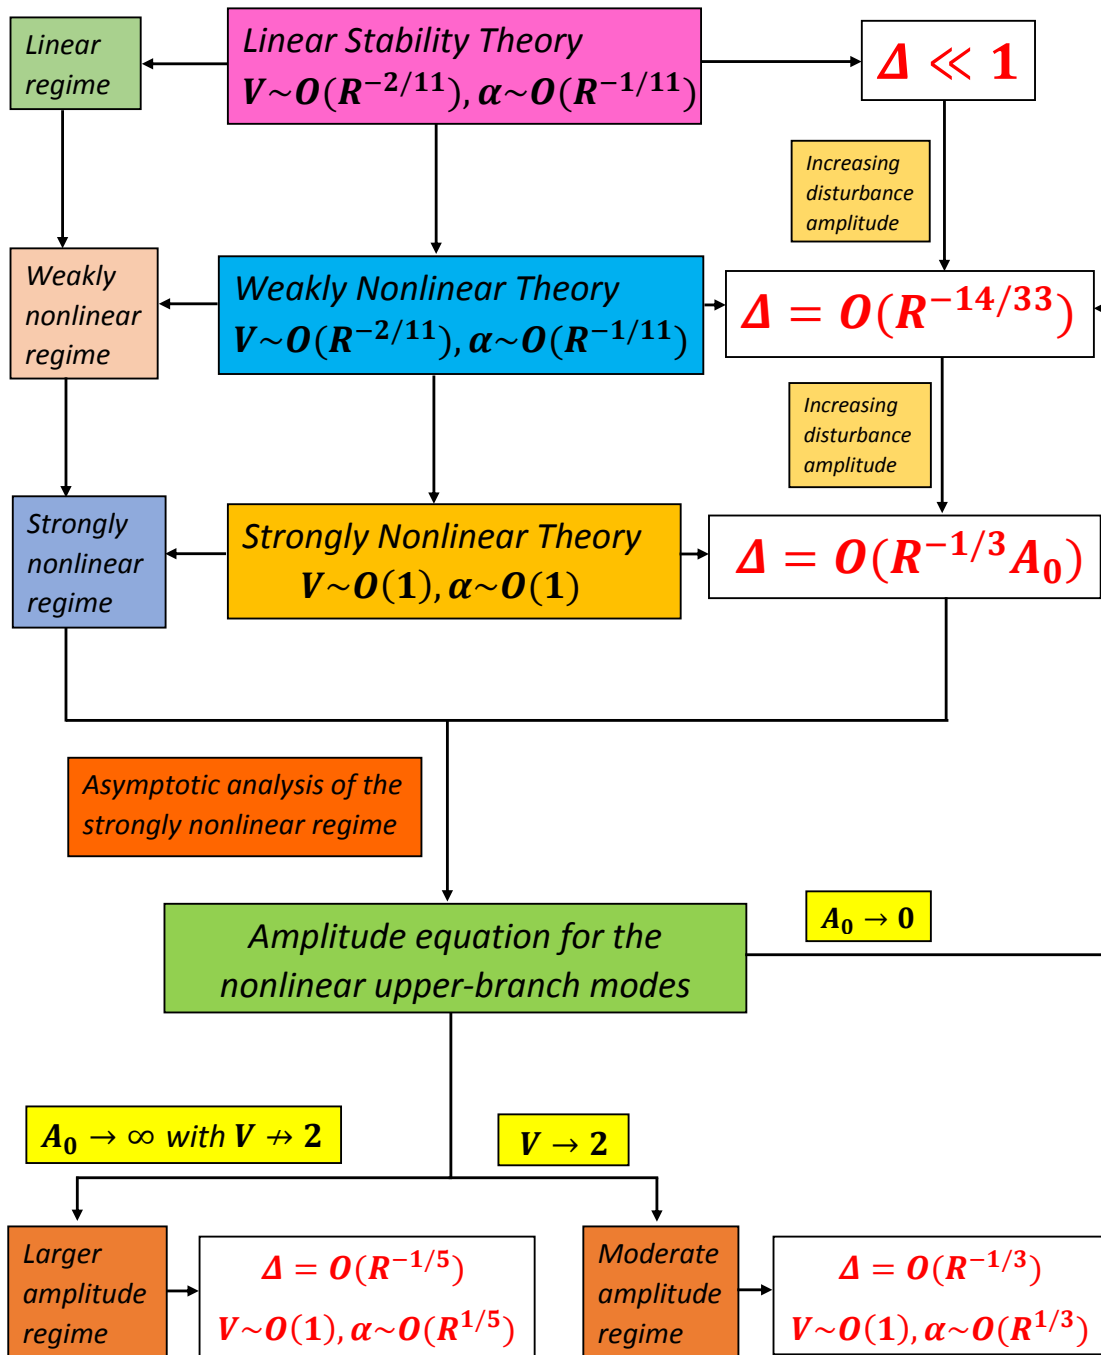 Linear
regime
Linear Stability Theory
V~O(R^{-2/11}), α~O(R^{-1/11})
Δ ≪ 1
Increasing
disturbance
amplitude
Weakly
nonlinear
regime
Weakly Nonlinear Theory
V~O(R^{-2/11}), α~O(R^{-1/11})
Δ = O(R^{-14/33})
Increasing
disturbance
amplitude
Strongly
nonlinear
regime
Strongly Nonlinear Theory
V~O(1), α~O(1)
Δ = O(R^{-1/3}A_0)
Asymptotic analysis of the
strongly nonlinear regime
Amplitude equation for the
nonlinear upper-branch modes
A_0 → 0
A_0 → ∞ with V ↛ 2
V → 2
Larger
amplitude
regime
Δ = O(R^{-1/5})
V~O(1), α~O(R^{1/5})
Moderate
amplitude
regime
Δ = O(R^{-1/3})
V~O(1), α~O(R^{1/3})